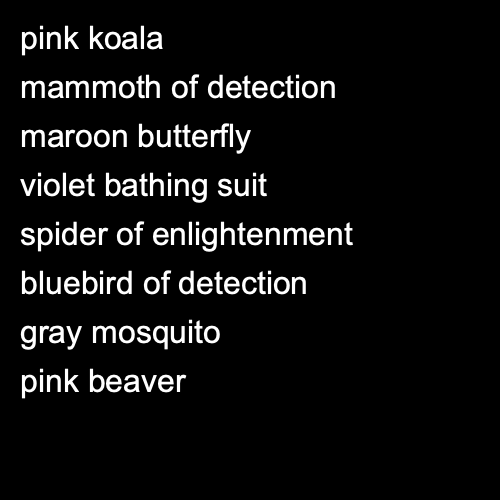 pink koala
mammoth of detection
maroon butterfly
violet bathing suit
spider of enlightenment
bluebird of detection
gray mosquito
pink beaver